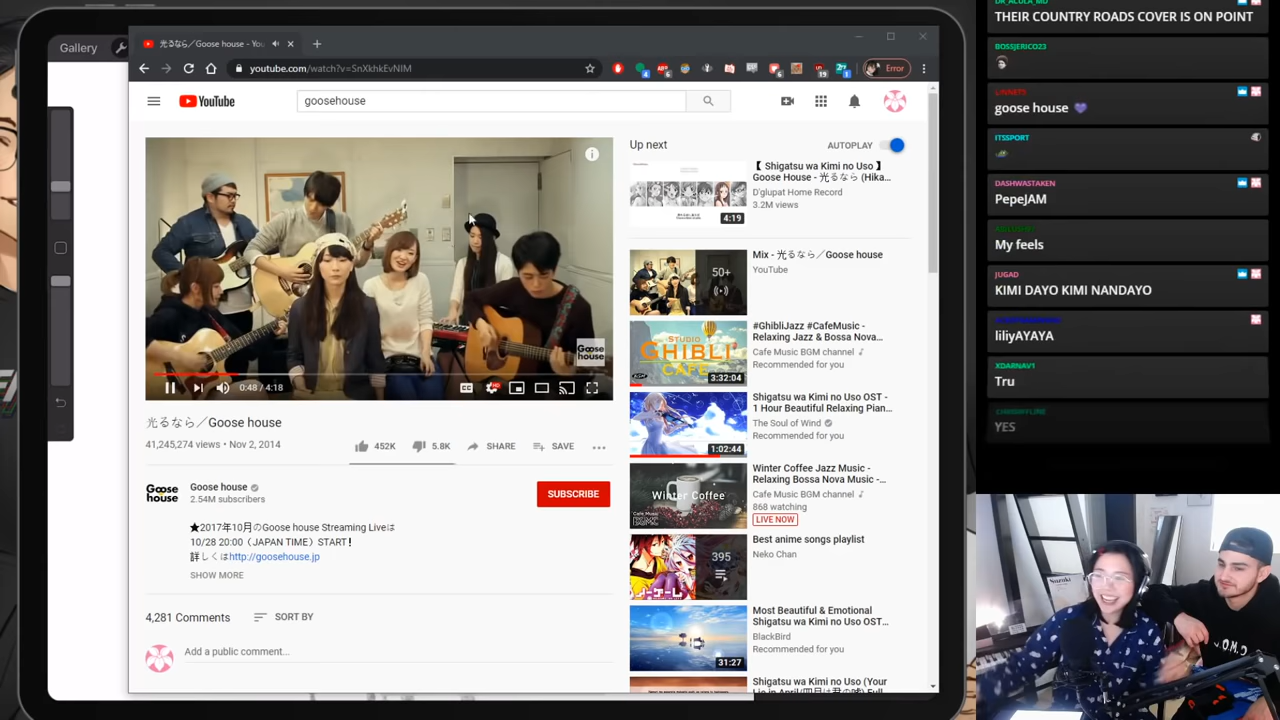 Gallery
光るなら／Goose house - You
youtube.com/watch?v=SnXkhkEvNIM
Error
YouTube
goosehouse
Goose
house
0:48 / 4:18
光るなら／Goose house
41,245,274 views • Nov 2, 2014
452K
5.8K
SHARE
SAVE
Goose
house
Goose house
2.54M subscribers
SUBSCRIBE
★2017年10月のGoose house Streaming Liveは
10/28 20:00（JAPAN TIME）START！
詳しくはhttp://goosehouse.jp
SHOW MORE
4,281 Comments
SORT BY
Add a public comment...
Up next
AUTOPLAY
【 Shigatsu wa Kimi no Uso 】
Goose House - 光るなら (Hika...
D'glupat Home Record
3.2M views
4:19
Mix - 光るなら／Goose house
YouTube
50+
#GhibliJazz #CafeMusic -
Relaxing Jazz & Bossa Nova...
Cafe Music BGM channel
Recommended for you
STUDIO
GHIBLI
CAFE
3:32:04
Shigatsu wa Kimi no Uso OST -
1 Hour Beautiful Relaxing Pian...
The Soul of Wind
Recommended for you
1:02:44
Winter Coffee Jazz Music -
Relaxing Bossa Nova Music -...
Cafe Music BGM channel
868 watching
LIVE NOW
Winter Coffee
Best anime songs playlist
Neko Chan
395
Most Beautiful & Emotional
Shigatsu wa Kimi no Uso OST...
BlackBird
Recommended for you
31:27
Shigatsu wa Kimi no Uso (Your
DR_ACULA_MD
THEIR COUNTRY ROADS COVER IS ON POINT
BOSSJERICO23
LINNETS
goose house
ITSSPORT
DASHWASTAKEN
PepeJAM
My feels
JUGAD
KIMI DAYO KIMI NANDAYO
liliyAYAYA
XDARNAV1
Tru
YES
Suzuki